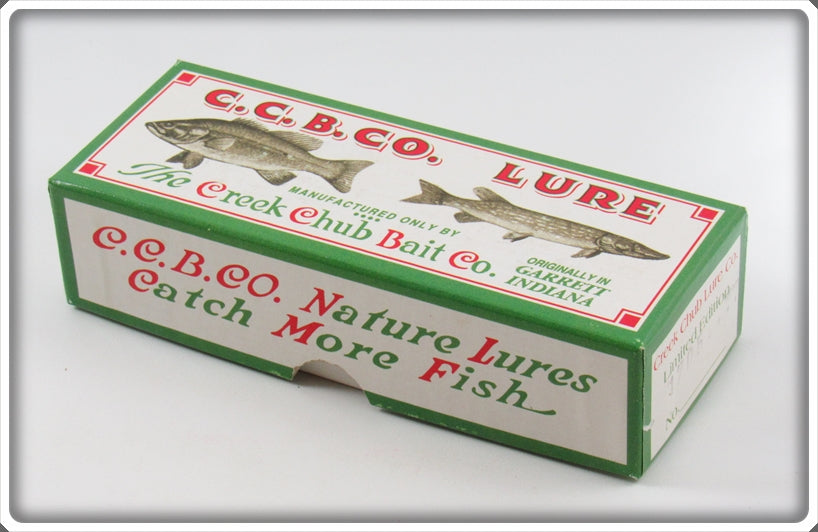 C.C.B.CO. LURE
MANUFACTURED ONLY BY
The Creek Chub Bait Co.
ORIGINALLY IN
GARRETT
INDIANA
C.C.B.CO. Nature Lures
Catch More Fish
Creek Chub Lure Co.
Limited Edition
No.